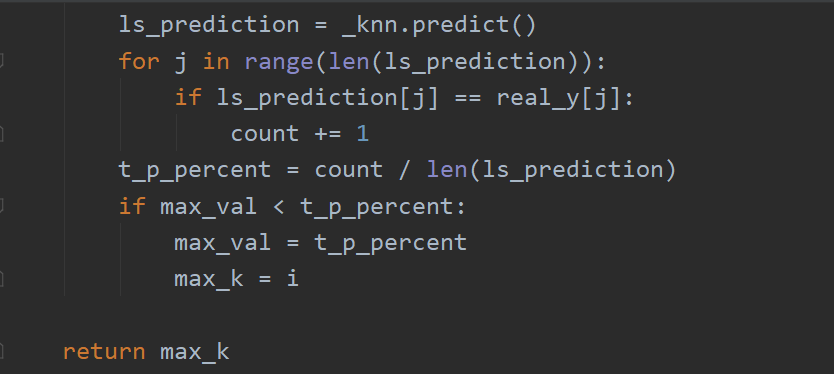 ls_prediction = _knn.predict()
for j in range(len(ls_prediction)):
if ls_prediction[j] == real_y[j]:
count += 1
t_p_percent = count / len(ls_prediction)
if max_val < t_p_percent:
max_val = t_p_percent
max_k = i
return max_k